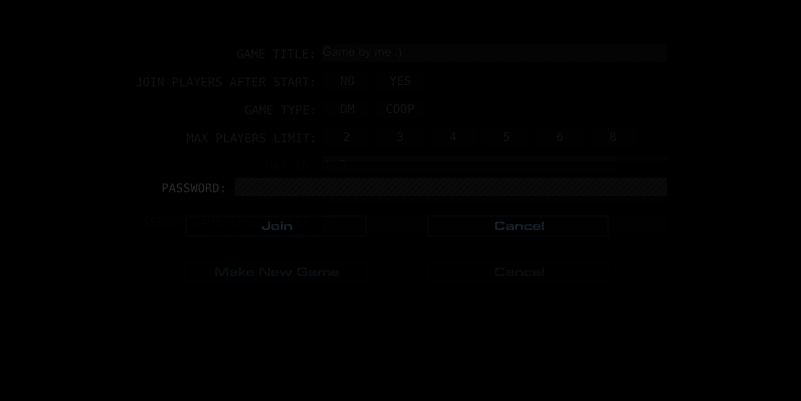 GAME TITLE: Game by me :)
JOIN PLAYERS AFTER START: NO YES
GAME TYPE: DM COOP
MAX PLAYERS LIMIT: 2 3 4 5 6 8
PASSWORD:
Join Cancel
Make New Game Cancel